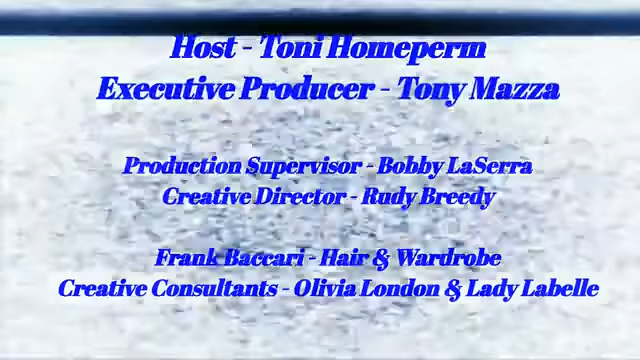 Host - Toni Homeperm
Executive Producer - Tony Mazza
Production Supervisor - Bobby LaSerra
Creative Director - Rudy Breedy
Frank Baccari - Hair & Wardrobe
Creative Consultants - Olivia London & Lady Labelle